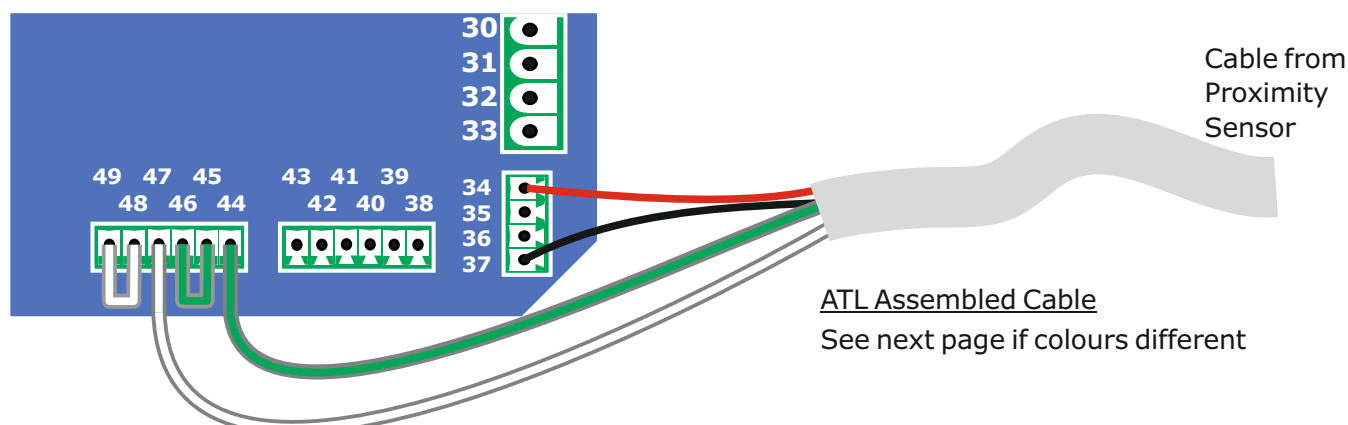 30
31
32
33
Cable from
Proximity
Sensor
49 47 45 43 41 39
48 46 44 42 40 38
34
35
36
37
ATL Assembled Cable
See next page if colours different